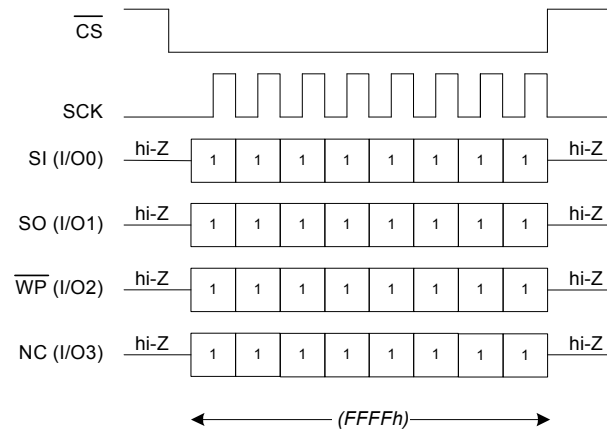 CS
SCK
SI (I/O0) hi-Z 1 1 1 1 1 1 1 1 hi-Z
SO (I/O1) hi-Z 1 1 1 1 1 1 1 1 hi-Z
WP (I/O2) hi-Z 1 1 1 1 1 1 1 1 hi-Z
NC (I/O3) hi-Z 1 1 1 1 1 1 1 1 hi-Z
(FFFFh)